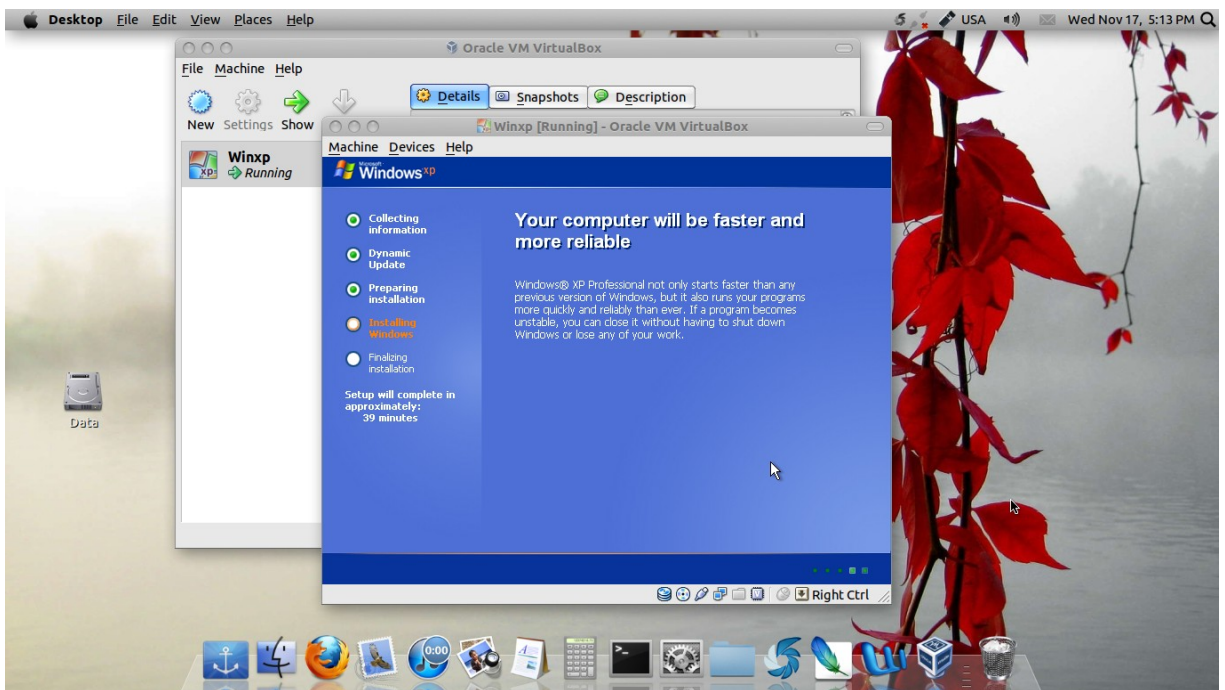 Desktop File Edit View Places Help
USA
Wed Nov 17, 5:13 PM
Oracle VM VirtualBox
File Machine Help
New Settings Show
Details Snapshots Description
Winxp
Running
XP
Winxp [Running] - Oracle VM VirtualBox
Machine Devices Help
Microsoft
Windows xp
Collecting
information
Dynamic
Update
Preparing
installation
Installing
Windows
Finalizing
installation
Setup will complete in
approximately:
39 minutes
Your computer will be faster and
more reliable
Windows® XP Professional not only starts faster than any
previous version of Windows, but it also runs your programs
more quickly and reliably than ever. If a program becomes
unstable, you can close it without having to shut down
Windows or lose any of your work.
Right Ctrl
Data
0:00
>_